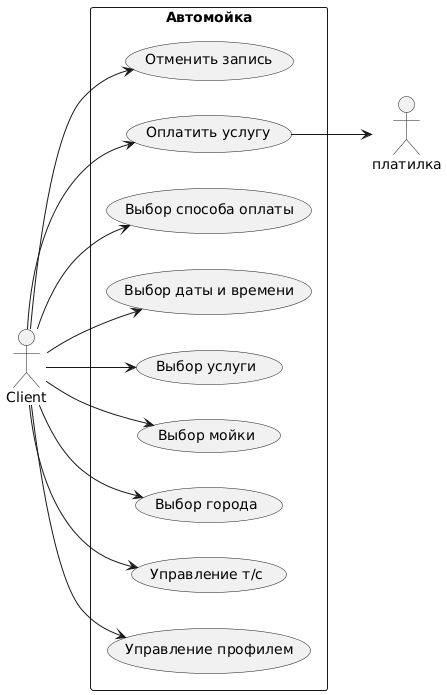 Автомойка
Отменить запись
Оплатить услугу
платилка
Выбор способа оплаты
Выбор даты и времени
Выбор услуги
Client
Выбор мойки
Выбор города
Управление т/с
Управление профилем